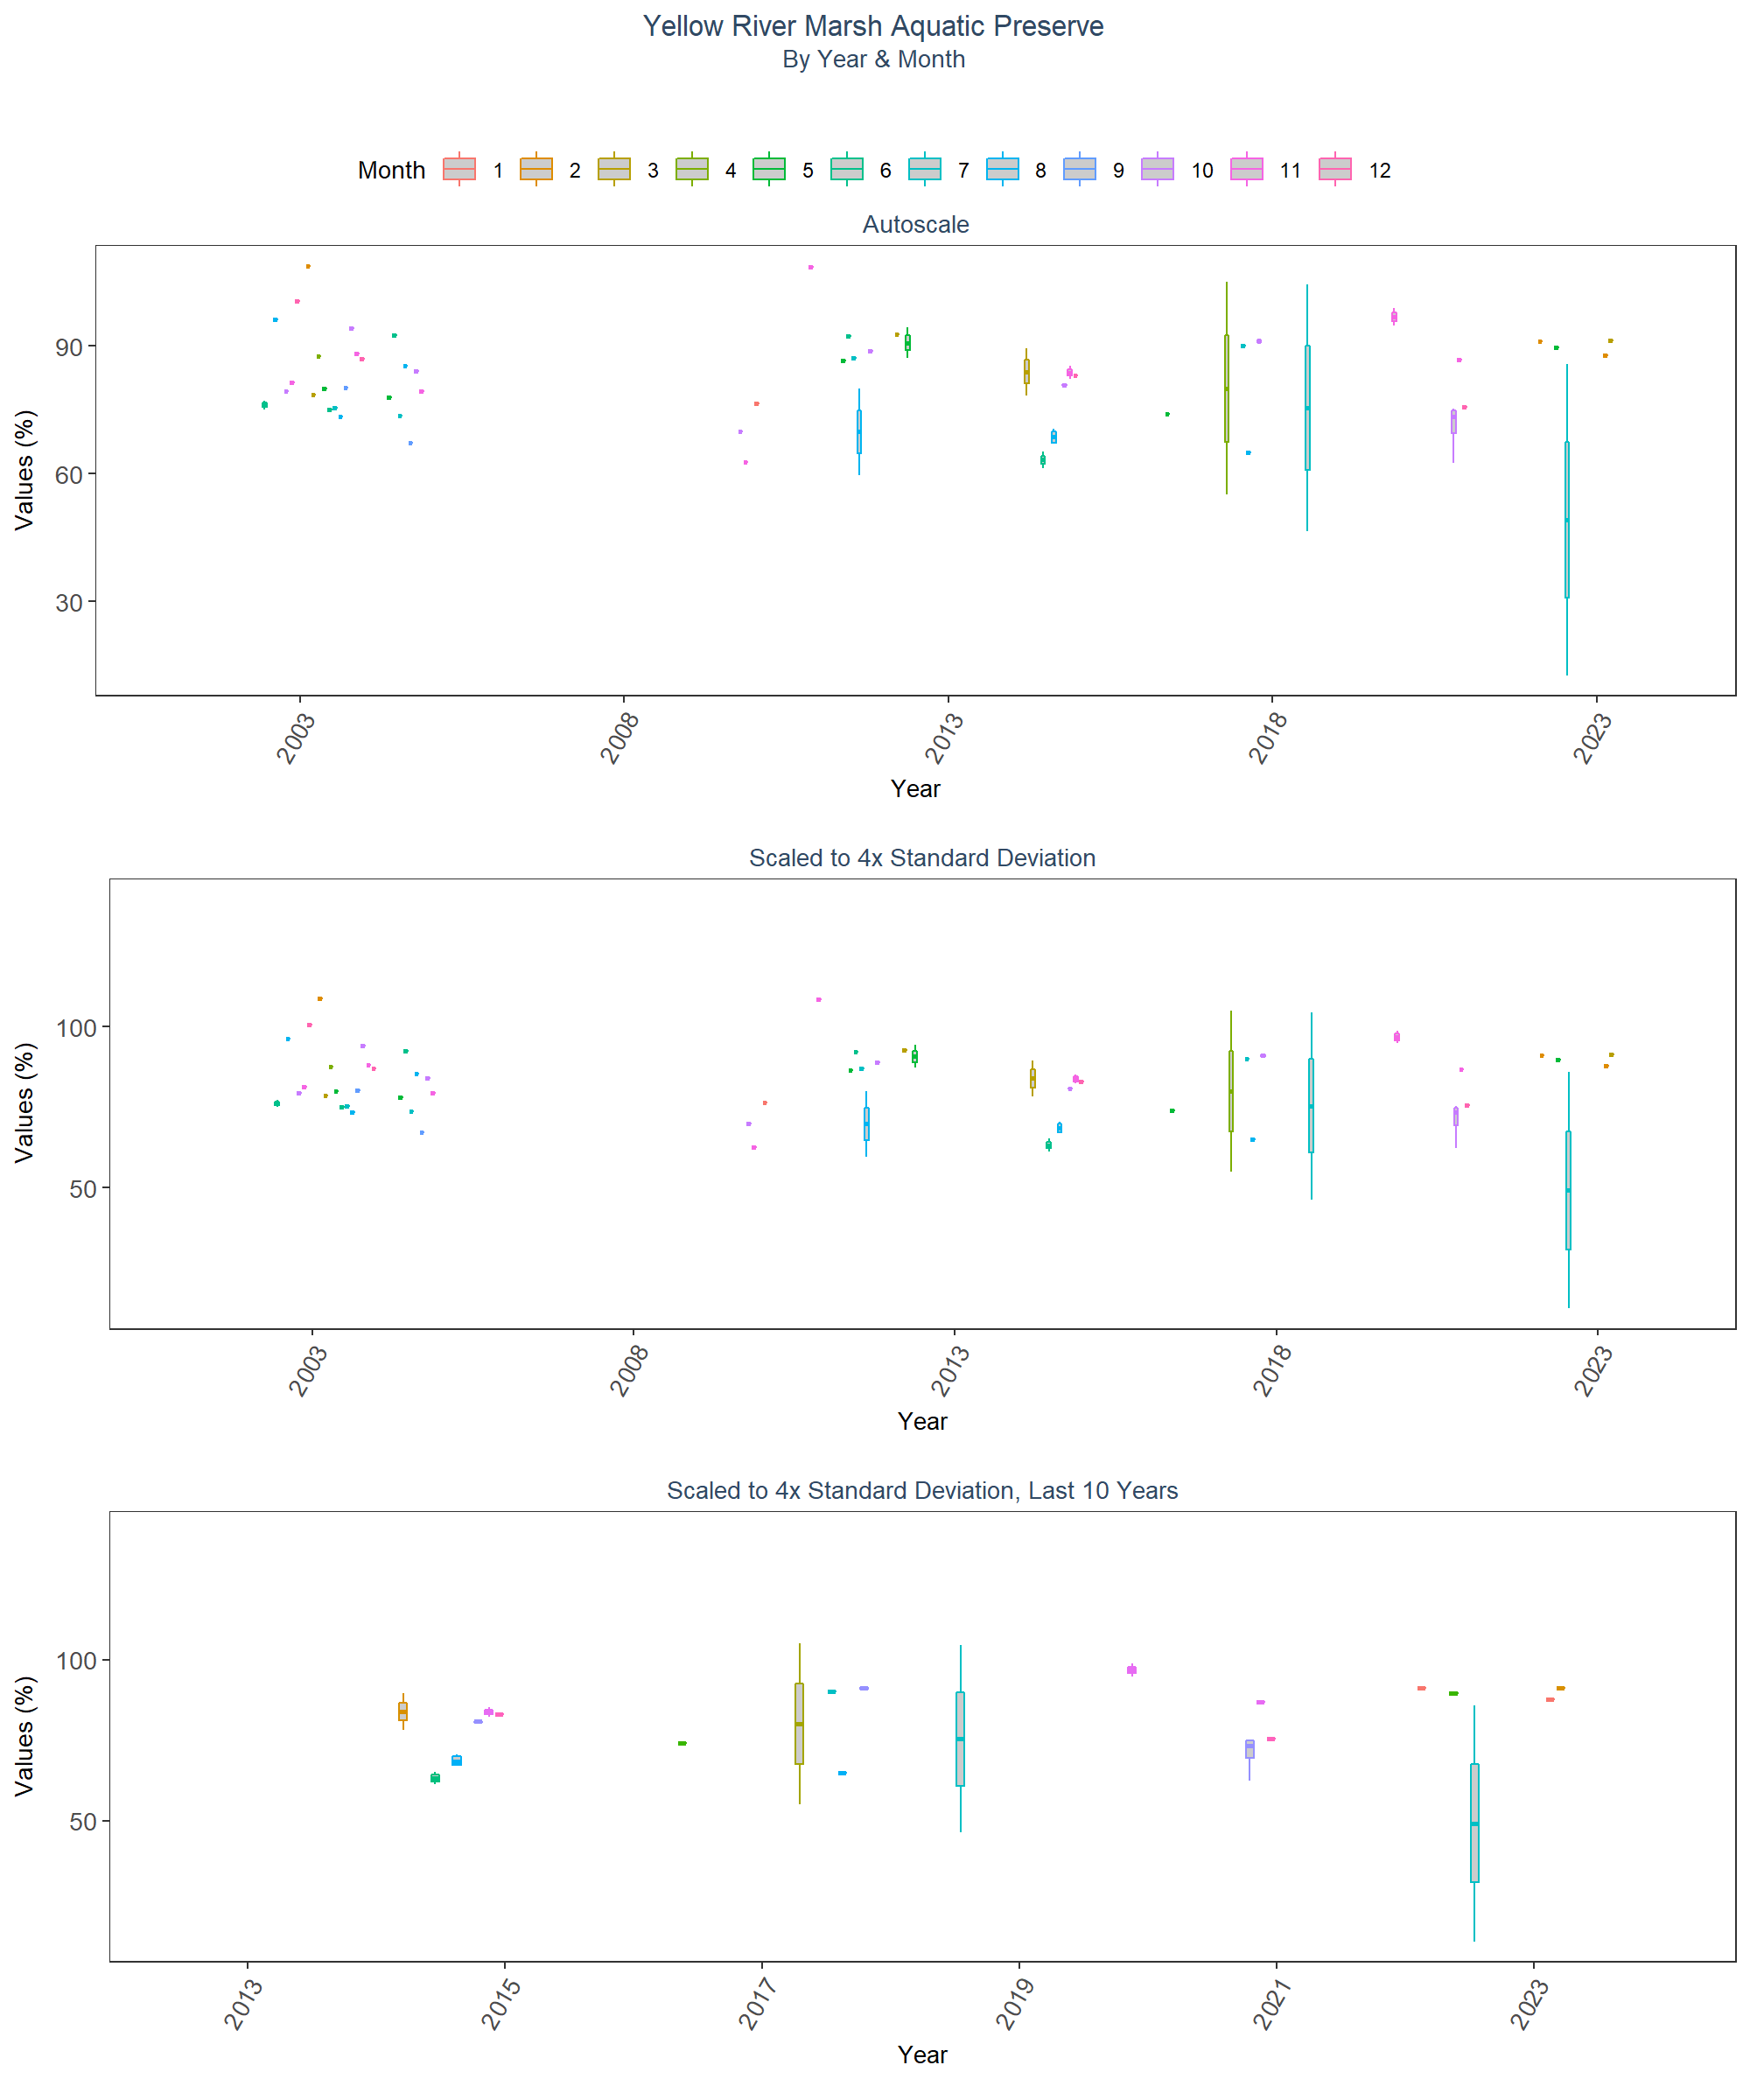 Yellow River Marsh Aquatic Preserve
By Year & Month
Month 1 2 3 4 5 6 7 8 9 10 11 12
Autoscale
Values (%)
90
60
30
2003 2008 2013 2018 2023
Year
Scaled to 4x Standard Deviation
Values (%)
100
50
2003 2008 2013 2018 2023
Year
Scaled to 4x Standard Deviation, Last 10 Years
Values (%)
100
50
2013 2015 2017 2019 2021 2023
Year